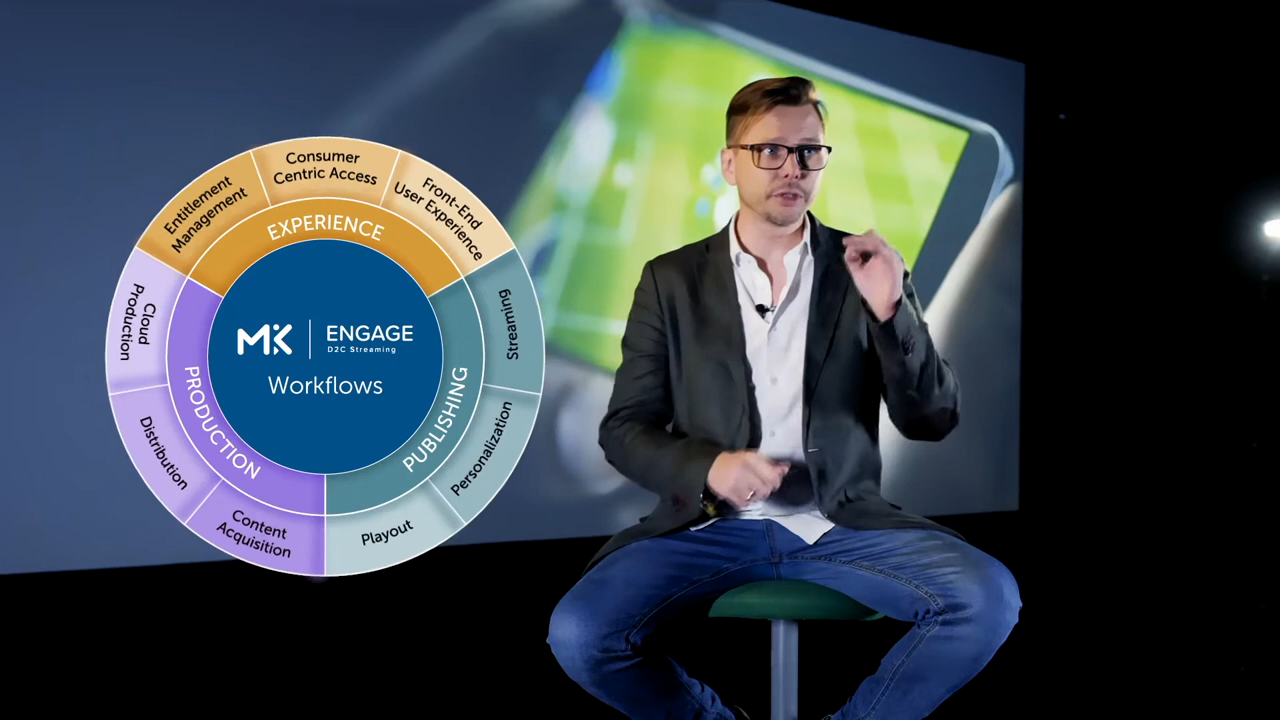 Consumer
Centric Access
Entitlement
Management
Front-End
User Experience
EXPERIENCE
Cloud
Production
Streaming
MK | ENGAGE
D2C Streaming
Workflows
PRODUCTION
PUBLISHING
Distribution
Personalization
Content
Acquisition
Playout